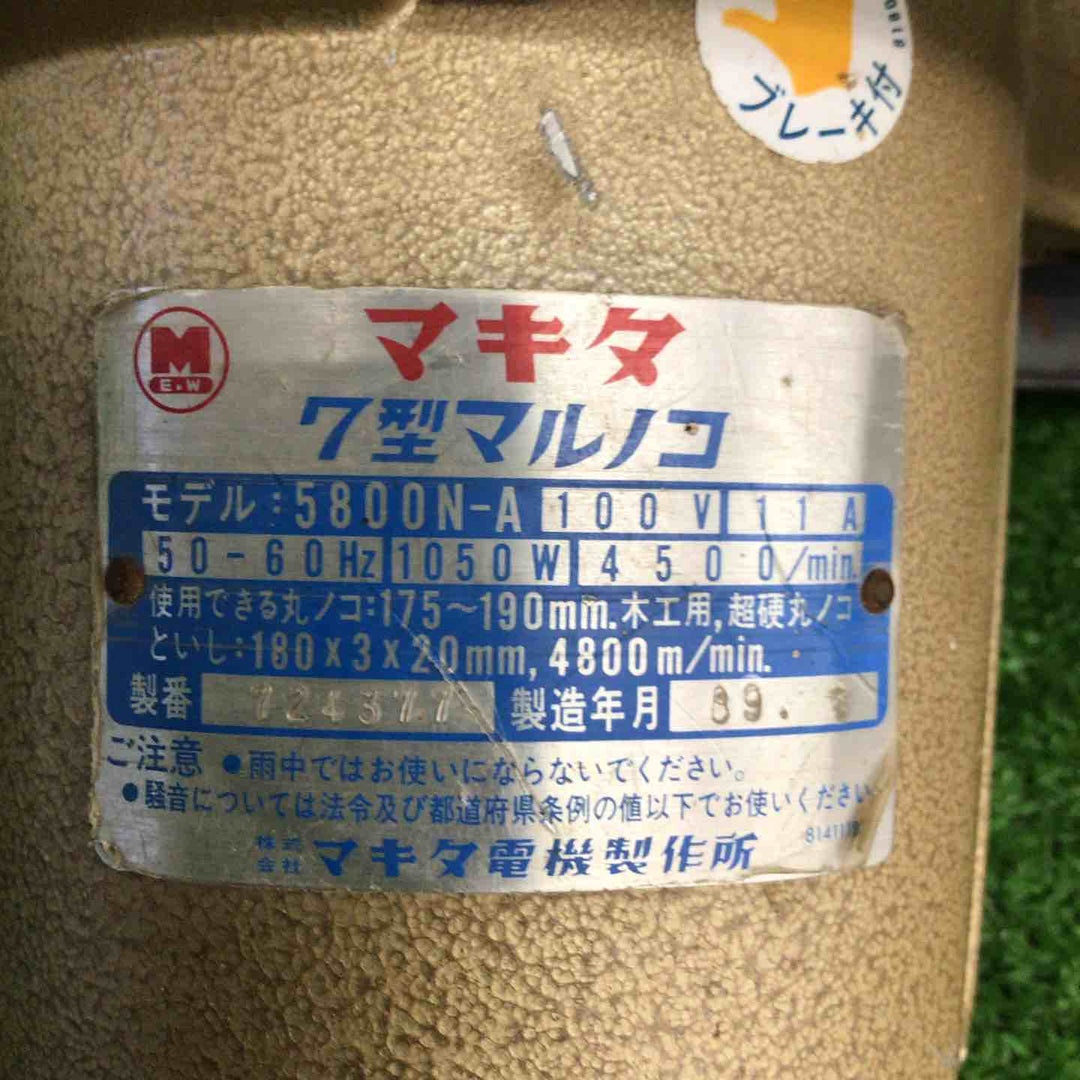 ブレーキ付
M
E.W
マキタ
7型マルノコ
モデル:5800N-A 100V 11A
50-60Hz 1050W 4500/min.
使用できる丸ノコ:175～190mm.木工用,超硬丸ノコ
といし:180×3×20mm, 4800m/min.
製番 724377 製造年月 89.
ご注意 ●雨中ではお使いにならないでください。
●騒音については法令及び都道府県条例の値以下でお使いください
株式会社 マキタ電機製作所